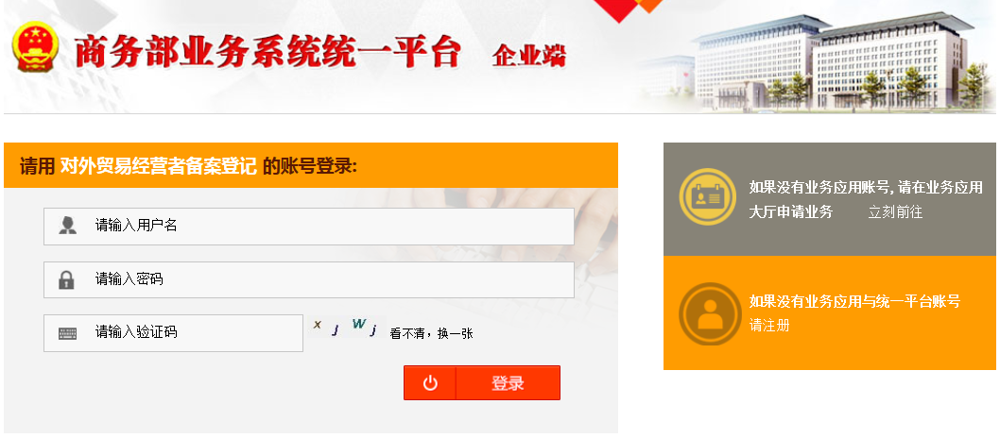 商务部业务系统统一平台 企业端
请用 对外贸易经营者备案登记 的账号登录:
请输入用户名
请输入密码
请输入验证码 x J W j 看不清，换一张
登录
如果没有业务应用账号, 请在业务应用
大厅申请业务 立刻前往
如果没有业务应用与统一平台账号
请注册